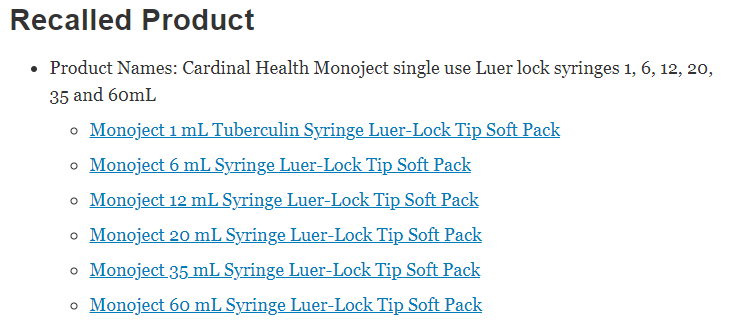 Recalled Product
• Product Names: Cardinal Health Monoject single use Luer lock syringes 1, 6, 12, 20,
35 and 60mL
◦ Monoject 1 mL Tuberculin Syringe Luer-Lock Tip Soft Pack
◦ Monoject 6 mL Syringe Luer-Lock Tip Soft Pack
◦ Monoject 12 mL Syringe Luer-Lock Tip Soft Pack
◦ Monoject 20 mL Syringe Luer-Lock Tip Soft Pack
◦ Monoject 35 mL Syringe Luer-Lock Tip Soft Pack
◦ Monoject 60 mL Syringe Luer-Lock Tip Soft Pack